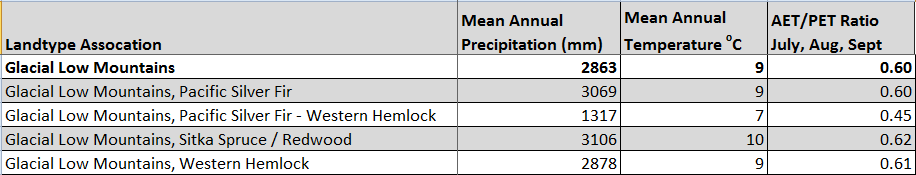 Landtype Assocation Mean Annual Precipitation (mm) Mean Annual Temperature °C AET/PET Ratio July, Aug, Sept
Glacial Low Mountains 2863 9 0.60
Glacial Low Mountains, Pacific Silver Fir 3069 9 0.60
Glacial Low Mountains, Pacific Silver Fir - Western Hemlock 1317 7 0.45
Glacial Low Mountains, Sitka Spruce / Redwood 3106 10 0.62
Glacial Low Mountains, Western Hemlock 2878 9 0.61